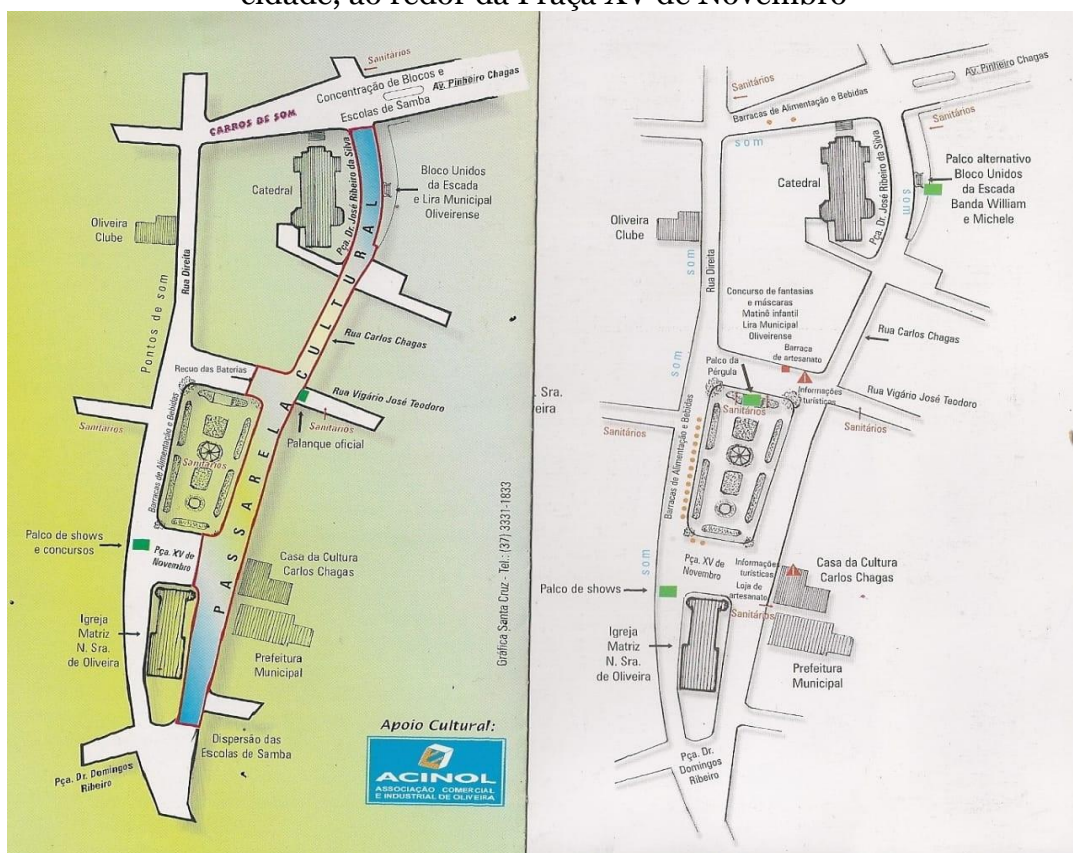 cidade, ao redor da Praça XV de Novembro
Sanitários
Concentração de Blocos e
Escolas de Samba
Av. Pinheiro Chagas
CARROS DE SOM
Catedral
Pça. Dr. José Ribeiro da Silva
Bloco Unidos
da Escada
e Lira Municipal
Oliveirense
Oliveira
Clube
Rua Direita
Pontos de som
PASSARELA CULTURAL
Rua Carlos Chagas
Recuo das Baterias
Rua Vigário José Teodoro
Sanitários
Palanque oficial
Sanitários
Barracas de Alimentação e Bebidas
Sanitários
Palco de shows
e concursos
Pça. XV de
Novembro
Casa da Cultura
Carlos Chagas
Igreja
Matriz
N. Sra.
de Oliveira
Prefeitura
Municipal
Dispersão das
Escolas de Samba
Pça. Dr. Domingos
Ribeiro
Gráfica Santa Cruz - Tel.: (37) 3331-1833
Apoio Cultural:
ACINOL
ASSOCIAÇÃO COMERCIAL
E INDUSTRIAL DE OLIVEIRA
Sanitários
Av. Pinheiro Chagas
Barracas de Alimentação e Bebidas
Sanitários
som
Catedral
Pça. Dr. José Ribeiro da Silva
som
Palco alternativo
Bloco Unidos
da Escada
Banda William
e Michele
Oliveira
Clube
som
Rua Direita
Concurso de fantasias
e máscaras
Matinê infantil
Lira Municipal
Oliveirense
Rua Carlos Chagas
Barraca
de artesanato
som
Palco da
Pérgula
Informações
turísticas
Rua Vigário José Teodoro
. Sra.
veira
Sanitários
Sanitários
Sanitários
Barracas de Alimentação e Bebidas
som
Pça. XV de
Novembro
Informações
turísticas
Loja de
artesanato
Sanitários
Casa da Cultura
Carlos Chagas
Palco de shows
Igreja
Matriz
N. Sra.
de Oliveira
Prefeitura
Municipal
Pça. Dr.
Domingos
Ribeiro